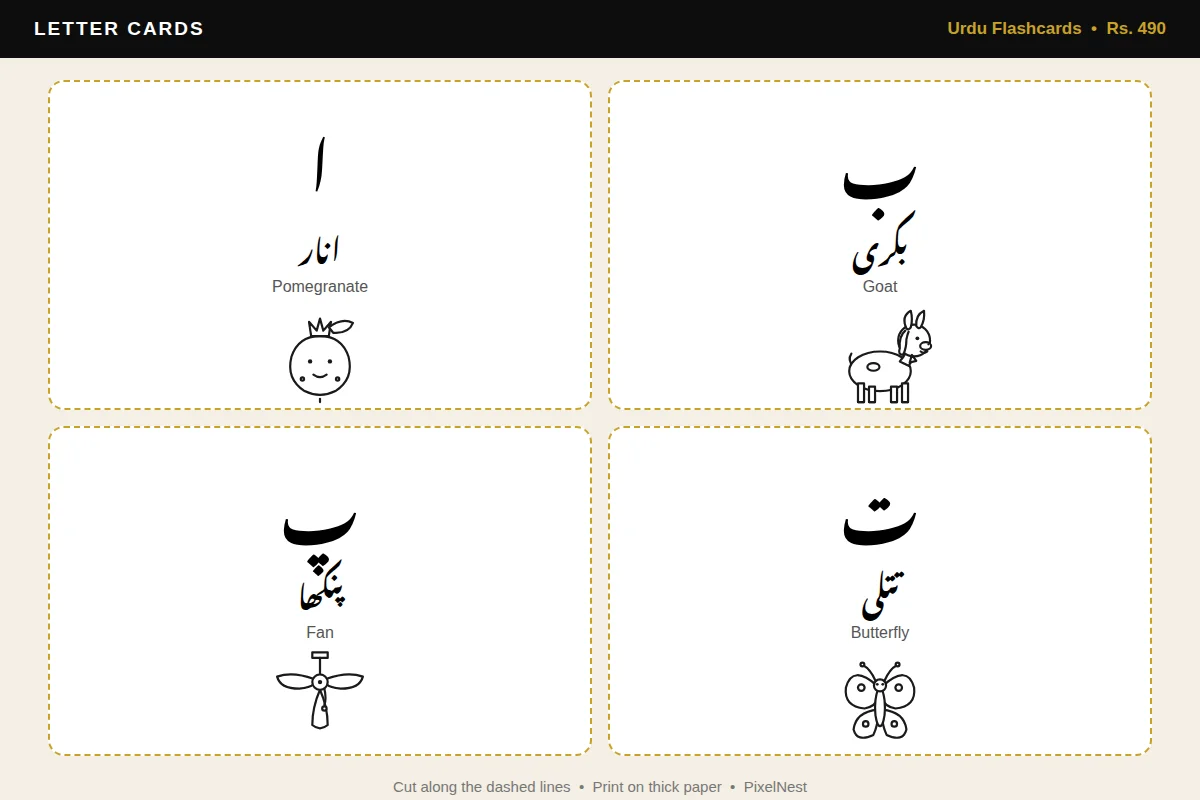 LETTER CARDS
Urdu Flashcards • Rs. 490
ا
انار
Pomegranate
ب
بکری
Goat
پ
پنکھا
Fan
ت
تتلی
Butterfly
Cut along the dashed lines • Print on thick paper • PixelNest